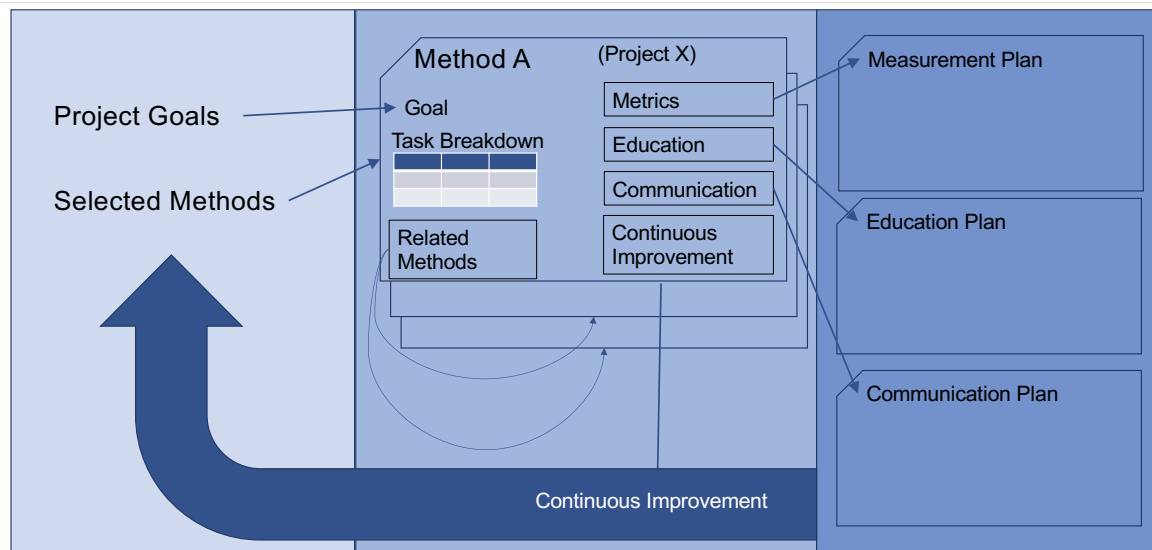 Project Goals
Selected Methods
Method A
(Project X)
Goal
Task Breakdown
Related
Methods
Metrics
Education
Communication
Continuous
Improvement
Measurement Plan
Education Plan
Communication Plan
Continuous Improvement